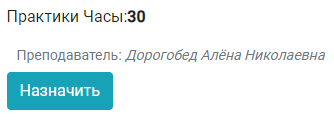 Практики Часы:30
Преподаватель: Дорогобед Алёна Николаевна
Назначить